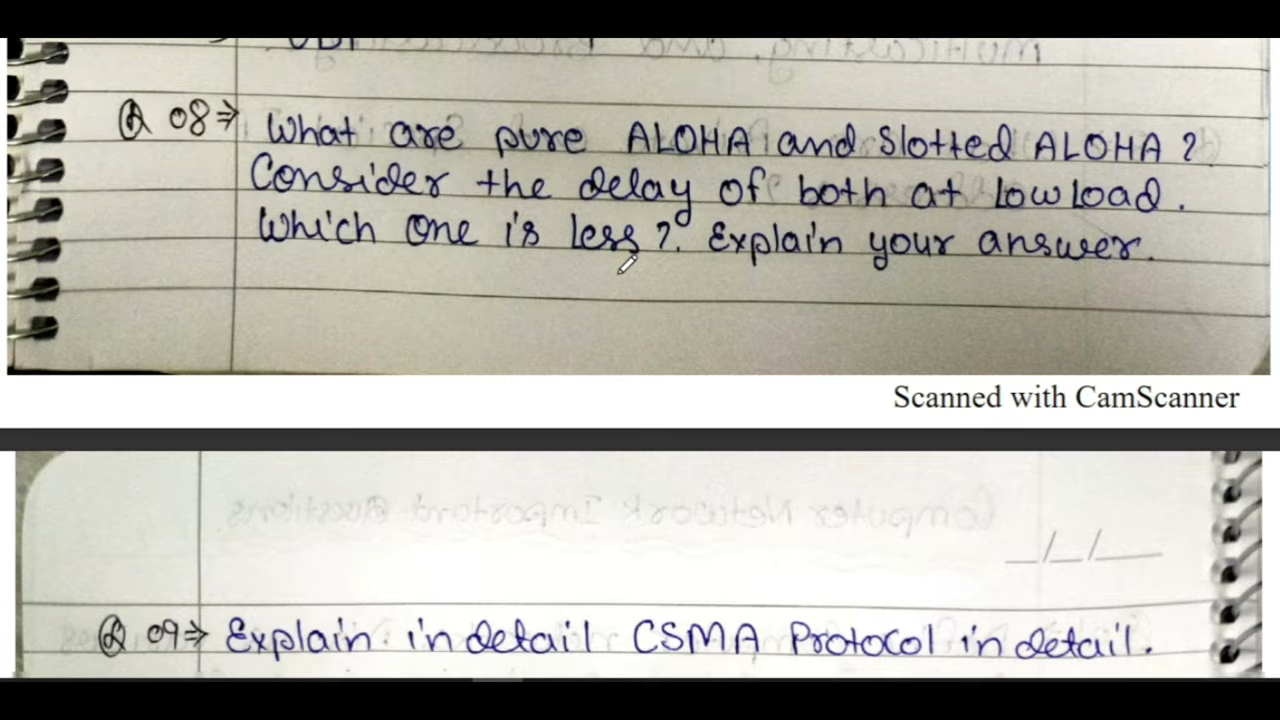 Q 08⇒ What are pure ALOHA and Slotted ALOHA ?
Consider the delay of both at low load.
Which one is less?. Explain your answer.
Scanned with CamScanner
Q 09⇒ Explain in detail CSMA Protocol in detail.